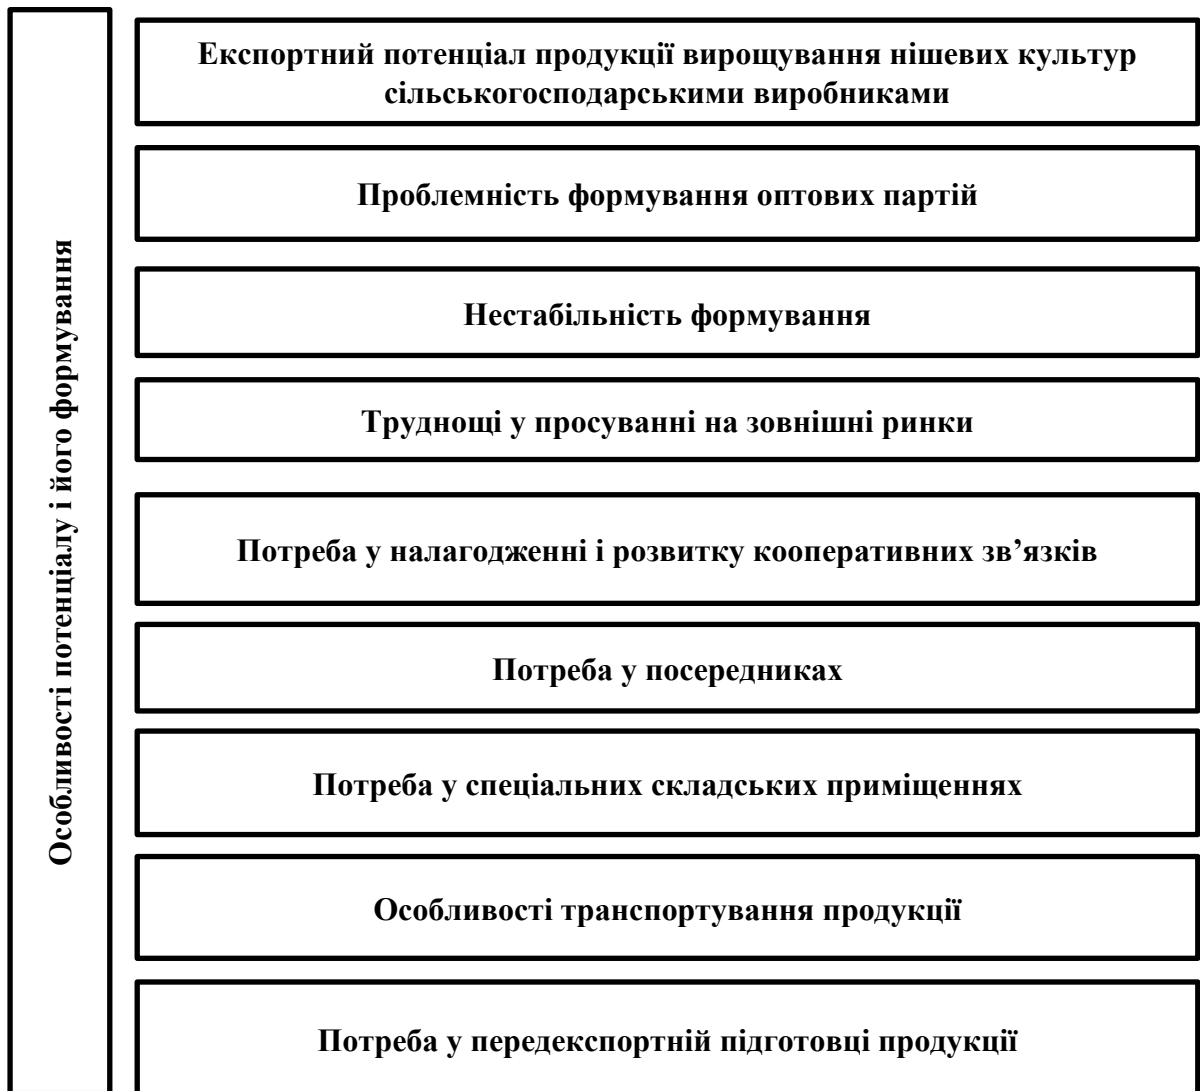 Особливості потенціалу і його формування
Експортний потенціал продукції вирощування нішевих культур
сільськогосподарськими виробниками
Проблемність формування оптових партій
Нестабільність формування
Труднощі у просуванні на зовнішні ринки
Потреба у налагодженні і розвитку кооперативних зв’язків
Потреба у посередниках
Потреба у спеціальних складських приміщеннях
Особливості транспортування продукції
Потреба у передекспортній підготовці продукції